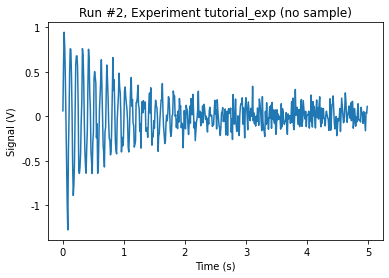 Run #2, Experiment tutorial_exp (no sample)
1
0.5
0
-0.5
-1
Signal (V)
0 1 2 3 4 5
Time (s)